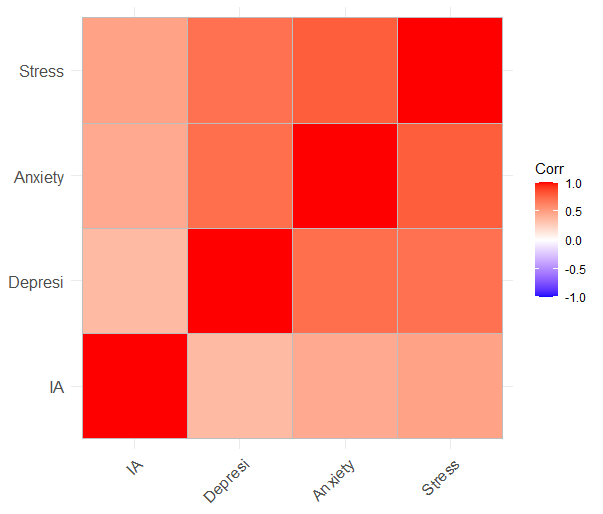 Stress
Anxiety
Depresi
IA
IA
Depresi
Anxiety
Stress
Corr
1.0
0.5
0.0
-0.5
-1.0